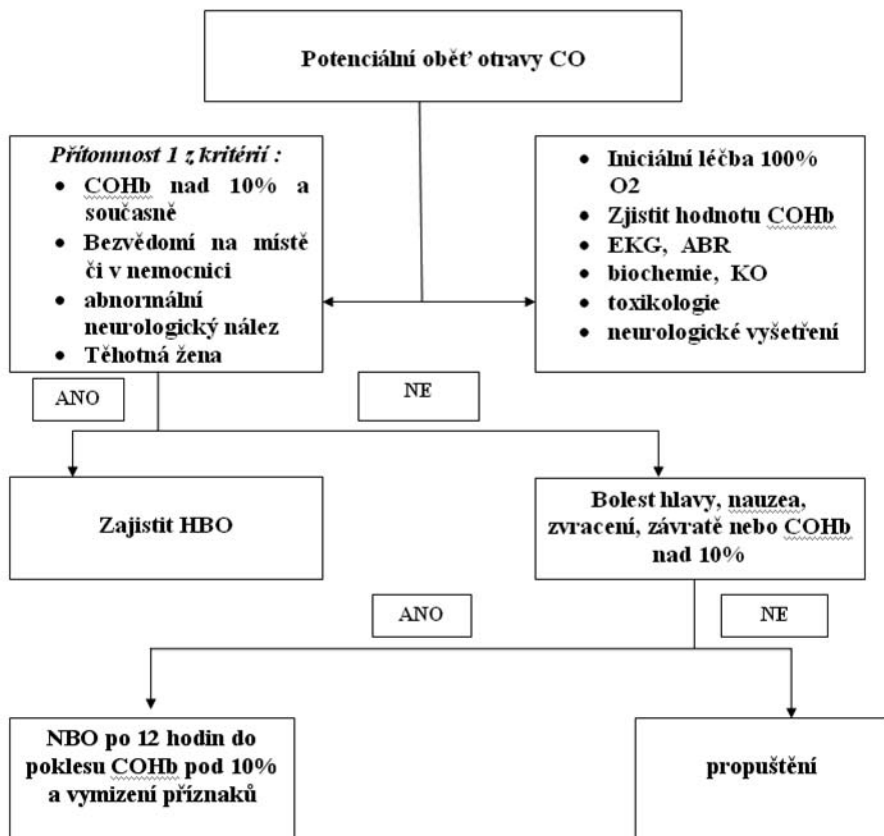 Potenciální oběť otravy CO
Přítomnost 1 z kritérií :
• COHb nad 10% a
současně
• Bezvědomí na místě
či v nemocnici
• abnormální
neurologický nález
• Těhotná žena
• Iniciální léčba 100%
O2
• Zjistit hodnotu COHb
• EKG, ABR
• biochemie, KO
• toxikologie
• neurologické vyšetření
ANO
NE
Zajistit HBO
Bolest hlavy, nauzea,
zvracení, závratě nebo COHb
nad 10%
ANO
NE
NBO po 12 hodin do
poklesu COHb pod 10%
a vymizení příznaků
propuštění